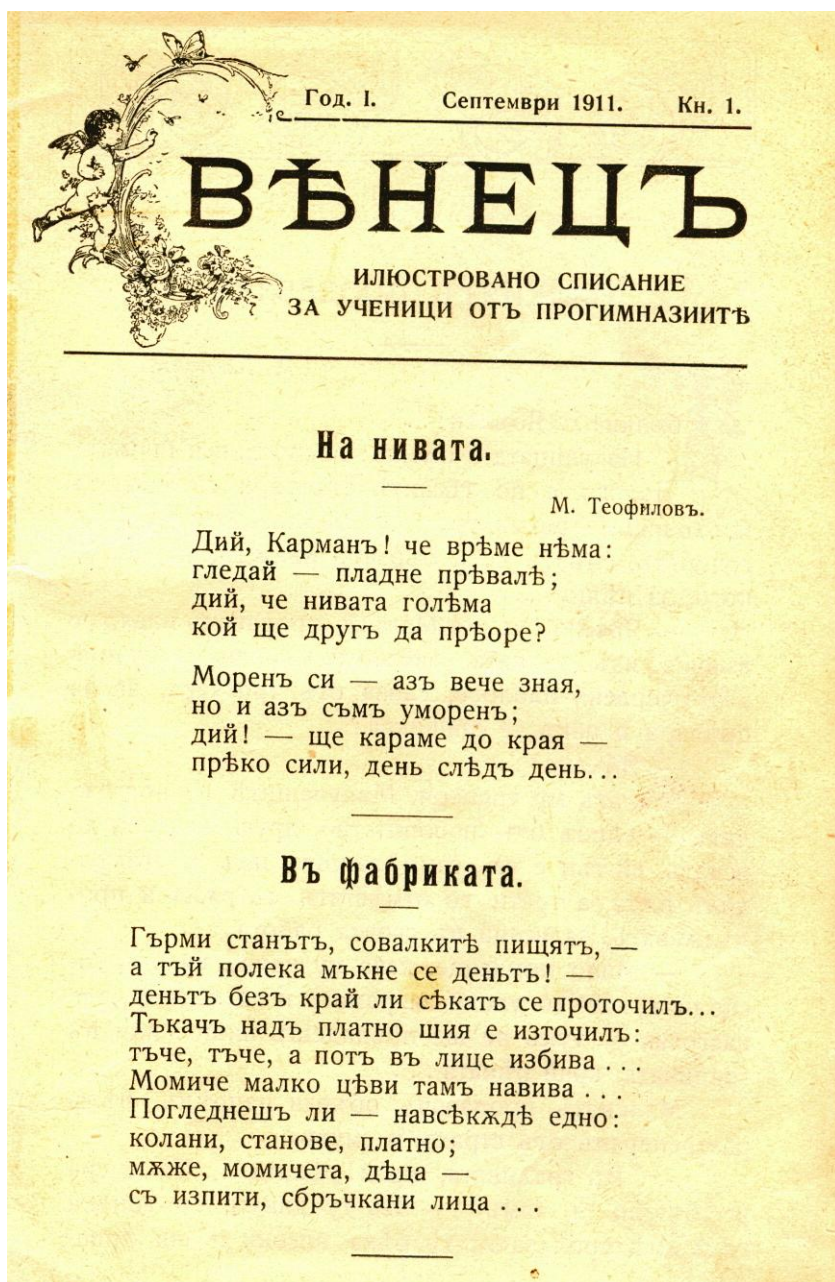 Год. I. Септември 1911. Кн. 1.
ВѢНЕЦЪ
ИЛЮСТРОВАНО СПИСАНИЕ
ЗА УЧЕНИЦИ ОТЪ ПРОГИМНАЗИИТѢ
На нивата.
М. Теофиловъ.
Дий, Карманъ! че врѣме нѣма:
гледай — пладне прѣвалѣ;
дий, че нивата голѣма
кой ще другъ да прѣоре?
Моренъ си — азъ вече зная,
но и азъ съмъ уморенъ;
дий! — ще караме до края —
прѣко сили, день слѣдъ день...
Въ фабриката.
Гърми станътъ, совалкитѣ пищятъ, —
а тъй полека мъкне се деньтъ! —
деньтъ безъ край ли сѣкатъ се проточилъ...
Тъкачъ надъ платно шия е източилъ:
тъче, тъче, а потъ въ лице избива ...
Момиче малко цѣви тамъ навива ...
Погледнешъ ли — навсѣкѫдѣ едно:
колани, станове, платно;
мѫже, момичета, дѣца —
съ изпити, сбръчкани лица ...